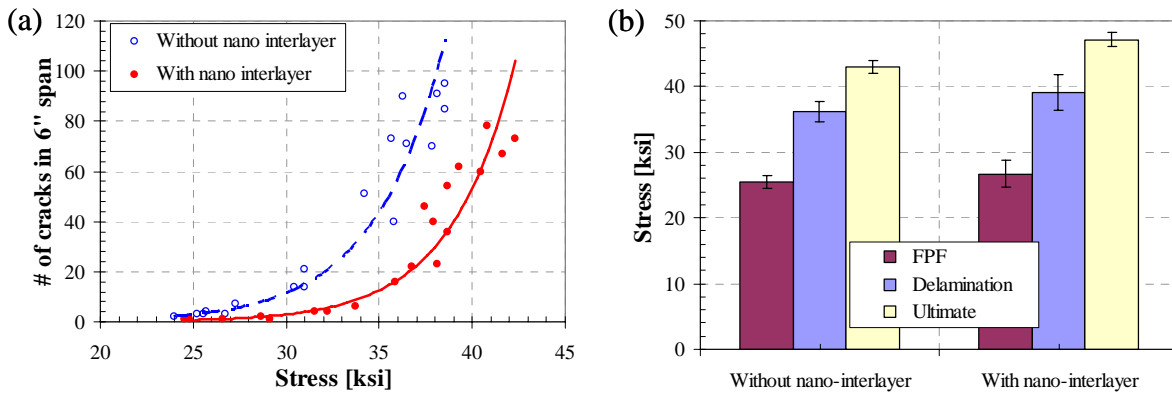 (a)
# of cracks in 6" span
120
100
80
60
40
20
0
Without nano interlayer
With nano interlayer
20 25 30 35 40 45
Stress [ksi]
(b)
Stress [ksi]
50
40
30
20
10
0
FPF
Delamination
Ultimate
Without nano-interlayer With nano-interlayer